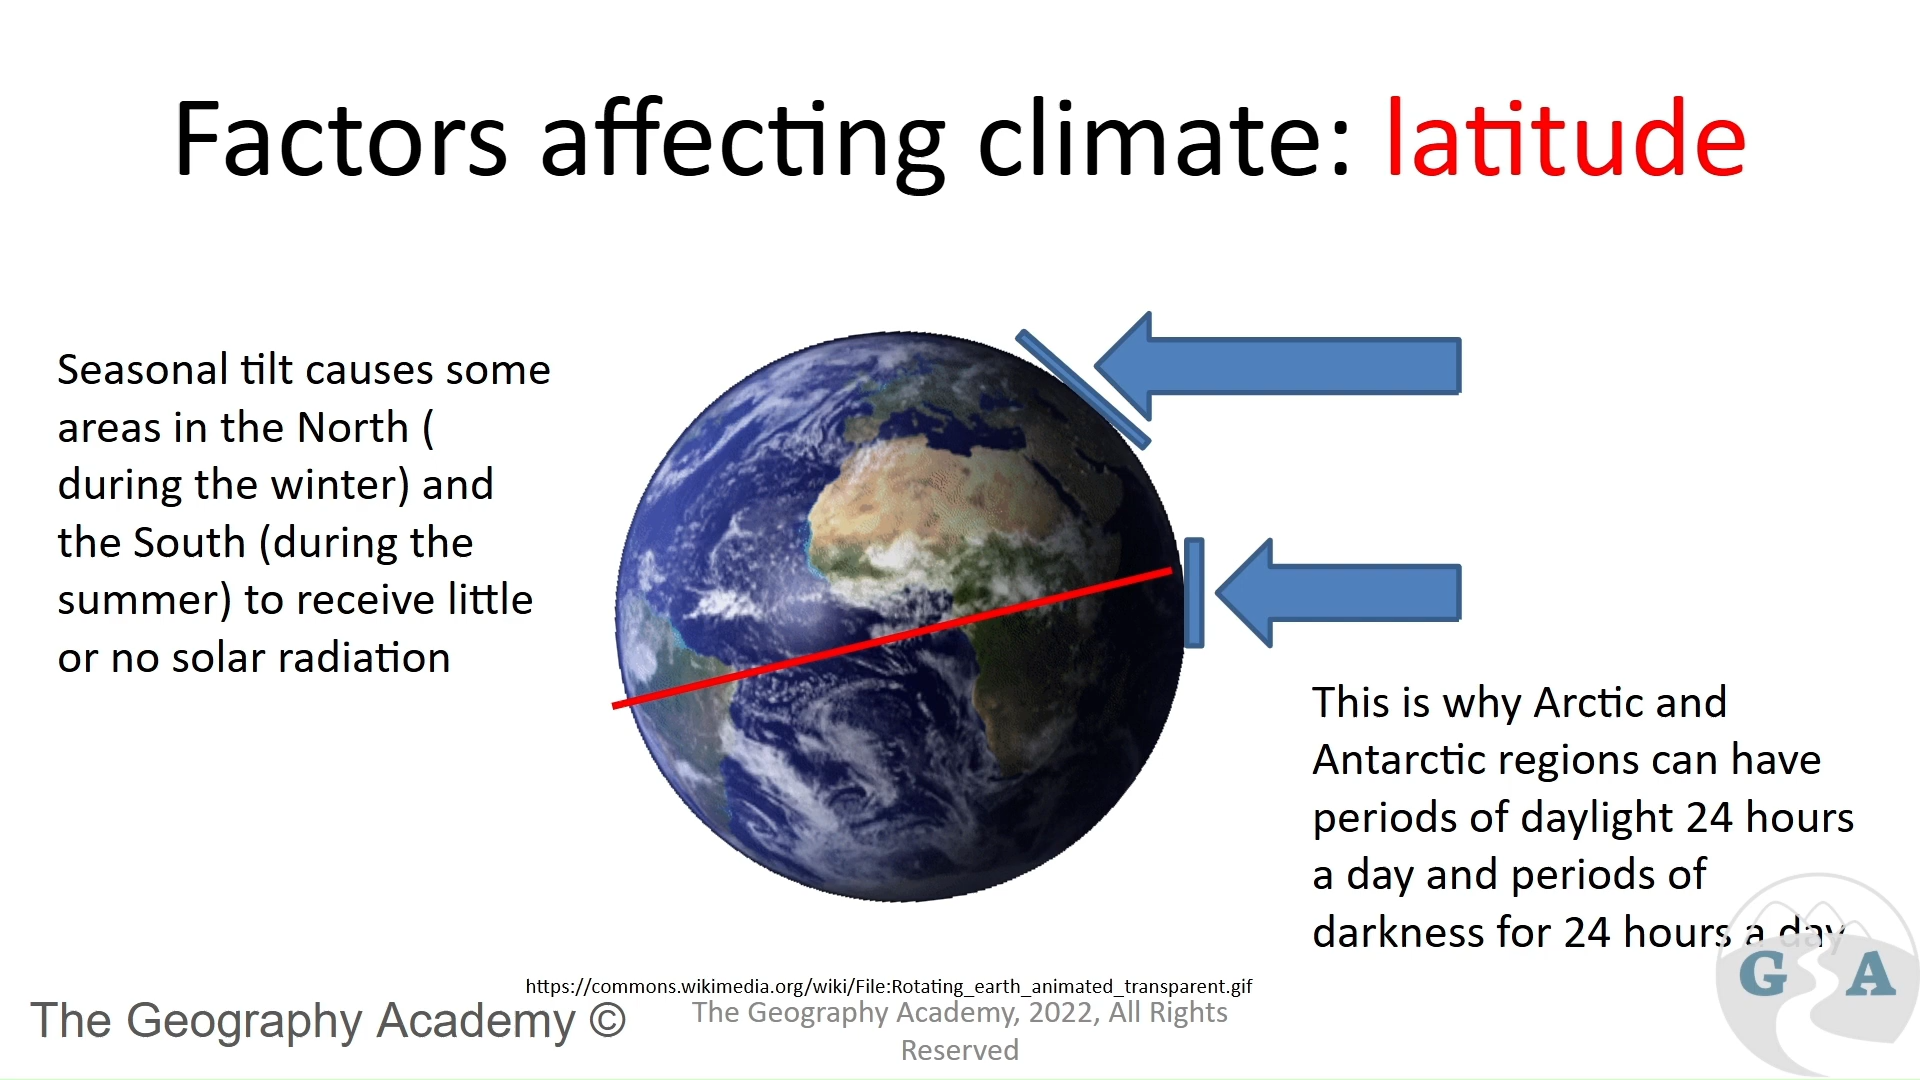 Factors affecting climate: latitude
Seasonal tilt causes some
areas in the North (
during the winter) and
the South (during the
summer) to receive little
or no solar radiation
This is why Arctic and
Antarctic regions can have
periods of daylight 24 hours
a day and periods of
darkness for 24 hours a day
https://commons.wikimedia.org/wiki/File:Rotating_earth_animated_transparent.gif
The Geography Academy ©
The Geography Academy, 2022, All Rights
Reserved
G A